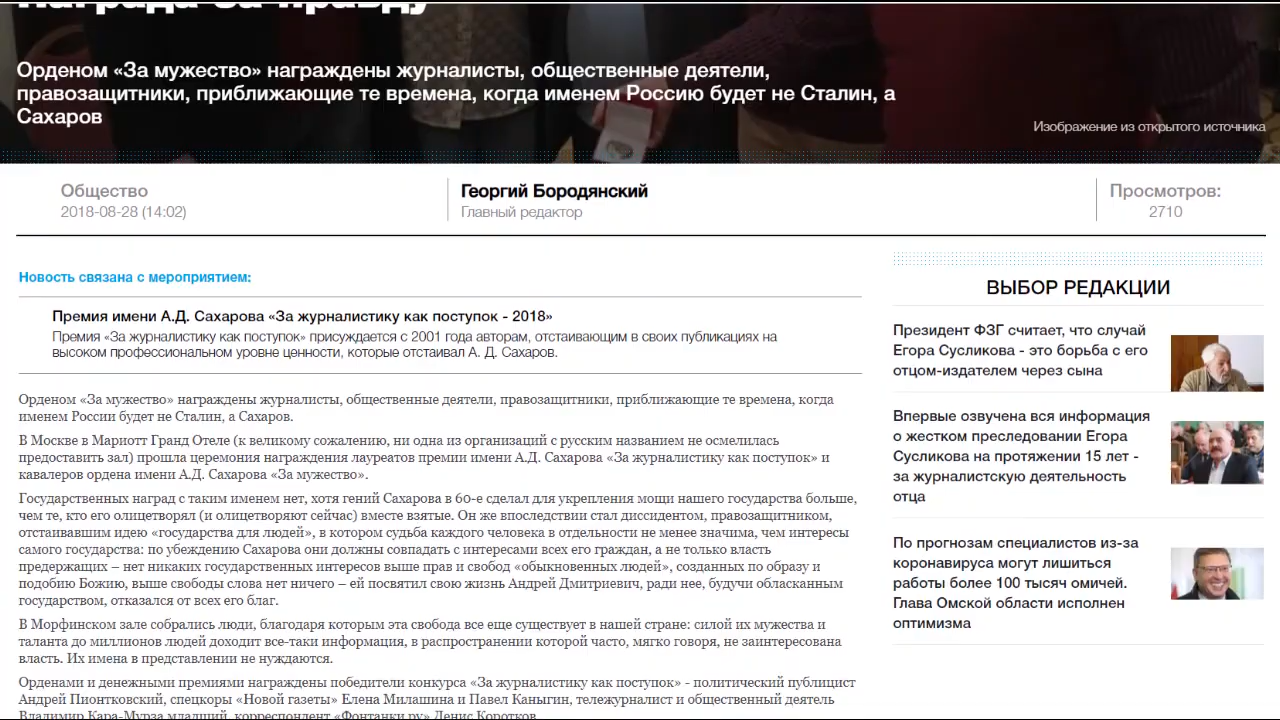 Награда за правду
Орденом «За мужество» награждены журналисты, общественные деятели,
правозащитники, приближающие те времена, когда именем Россию будет не Сталин, а
Сахаров
Изображение из открытого источника
Общество
2018-08-28 (14:02)
Георгий Бородянский
Главный редактор
Просмотров:
2710
Новость связана с мероприятием:
Премия имени А.Д. Сахарова «За журналистику как поступок - 2018»
Премия «За журналистику как поступок» присуждается с 2001 года авторам, отстаивающим в своих публикациях на
высоком профессиональном уровне ценности, которые отстаивал А. Д. Сахаров.
Орденом «За мужество» награждены журналисты, общественные деятели, правозащитники, приближающие те времена, когда
именем России будет не Сталин, а Сахаров.
В Москве в Мариотт Гранд Отеле (к великому сожалению, ни одна из организаций с русским названием не осмелилась
предоставить зал) прошла церемония награждения лауреатов премии имени А.Д. Сахарова «За журналистику как поступок» и
кавалеров ордена имени А.Д. Сахарова «За мужество».
Государственных наград с таким именем нет, хотя гений Сахарова в 60-е сделал для укрепления мощи нашего государства больше,
чем те, кто его олицетворял (и олицетворяют сейчас) вместе взятые. Он же впоследствии стал диссидентом, правозащитником,
отстаивавшим идею «государства для людей», в котором судьба каждого человека в отдельности не менее значима, чем интересы
самого государства: по убеждению Сахарова они должны совпадать с интересами всех его граждан, а не только власть
предержащих – нет никаких государственных интересов выше прав и свобод «обыкновенных людей», созданных по образу и
подобию Божию, выше свободы слова нет ничего – ей посвятил свою жизнь Андрей Дмитриевич, ради нее, будучи обласканным
государством, отказался от всех его благ.
В Морфинском зале собрались люди, благодаря которым эта свобода все еще существует в нашей стране: силой их мужества и
таланта до миллионов людей доходит все-таки информация, в распространении которой часто, мягко говоря, не заинтересована
власть. Их имена в представлении не нуждаются.
Орденами и денежными премиями награждены победители конкурса «За журналистику как поступок» - политический публицист
Андрей Пионтковский, спецкоры «Новой газеты» Елена Милашина и Павел Каныгин, тележурналист и общественный деятель
Владимир Кара-Мурза младший, корреспондент «Фонтанки.ру» Денис Коротков.
ВЫБОР РЕДАКЦИИ
Президент ФЗГ считает, что случай
Егора Сусликова - это борьба с его
отцом-издателем через сына
Впервые озвучена вся информация
о жестком преследовании Егора
Сусликова на протяжении 15 лет -
за журналистскую деятельность
отца
По прогнозам специалистов из-за
коронавируса могут лишиться
работы более 100 тысяч омичей.
Глава Омской области исполнен
оптимизма